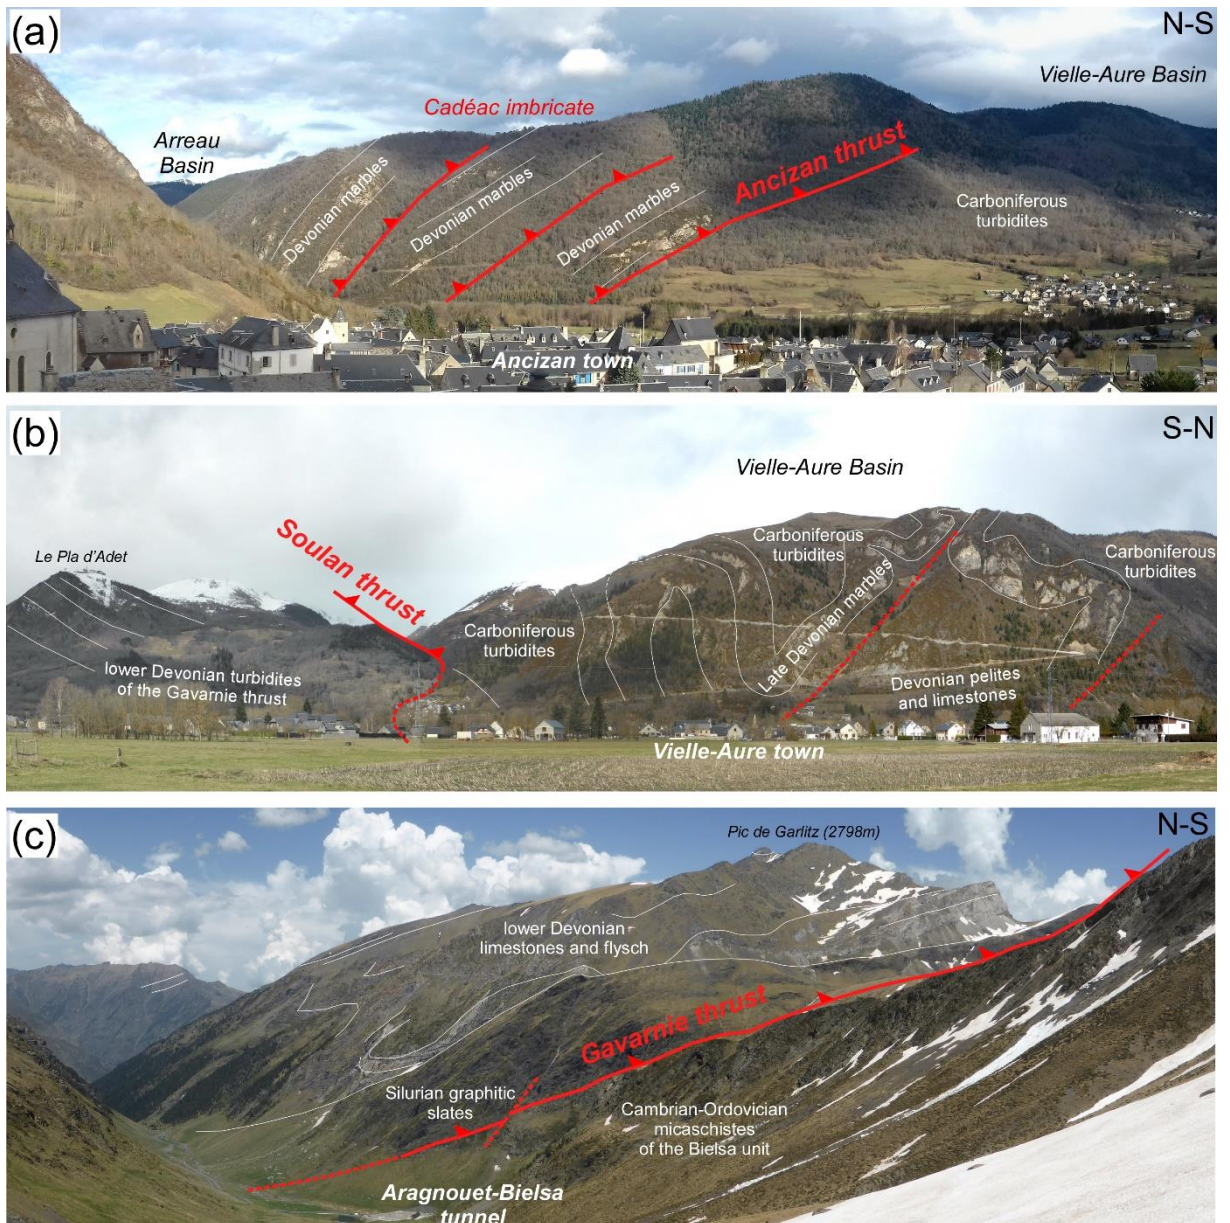 (a)
N-S
Vielle-Aure Basin
Cadéac imbricate
Arreau
Basin
Ancizan thrust
Devonian marbles
Devonian marbles
Devonian marbles
Carboniferous
turbidites
Ancizan town
(b)
S-N
Vielle-Aure Basin
Soulan thrust
Le Pla d'Adet
Carboniferous
turbidites
Carboniferous
turbidites
Carboniferous
turbidites
Late Devonian marbles
lower Devonian turbidites
of the Gavarnie thrust
Devonian pelites
and limestones
Vielle-Aure town
(c)
N-S
Pic de Garlitz (2798m)
lower Devonian
limestones and flysch
Gavarnie thrust
Silurian graphitic
slates
Cambrian-Ordovician
micaschistes
of the Bielsa unit
Aragnouet-Bielsa
tunnel